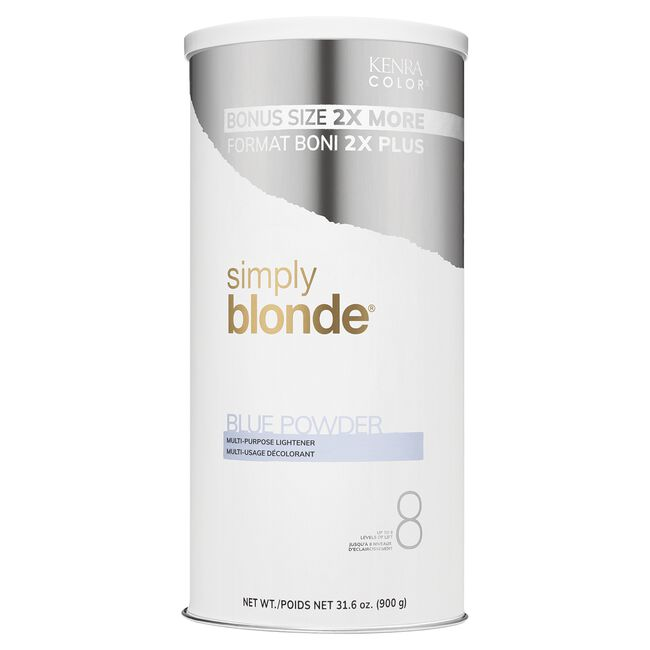 KENRA
COLOR®
BONUS SIZE 2X MORE
FORMAT BONI 2X PLUS
simply
blonde®
BLUE POWDER
MULTI-PURPOSE LIGHTENER
MULTI-USAGE DÉCOLORANT
8
UP TO 8
LEVELS OF LIFT
JUSQU'À 8 NIVEAUX
D'ÉCLAIRCISSEMENT
NET WT./POIDS NET 31.6 oz. (900 g)